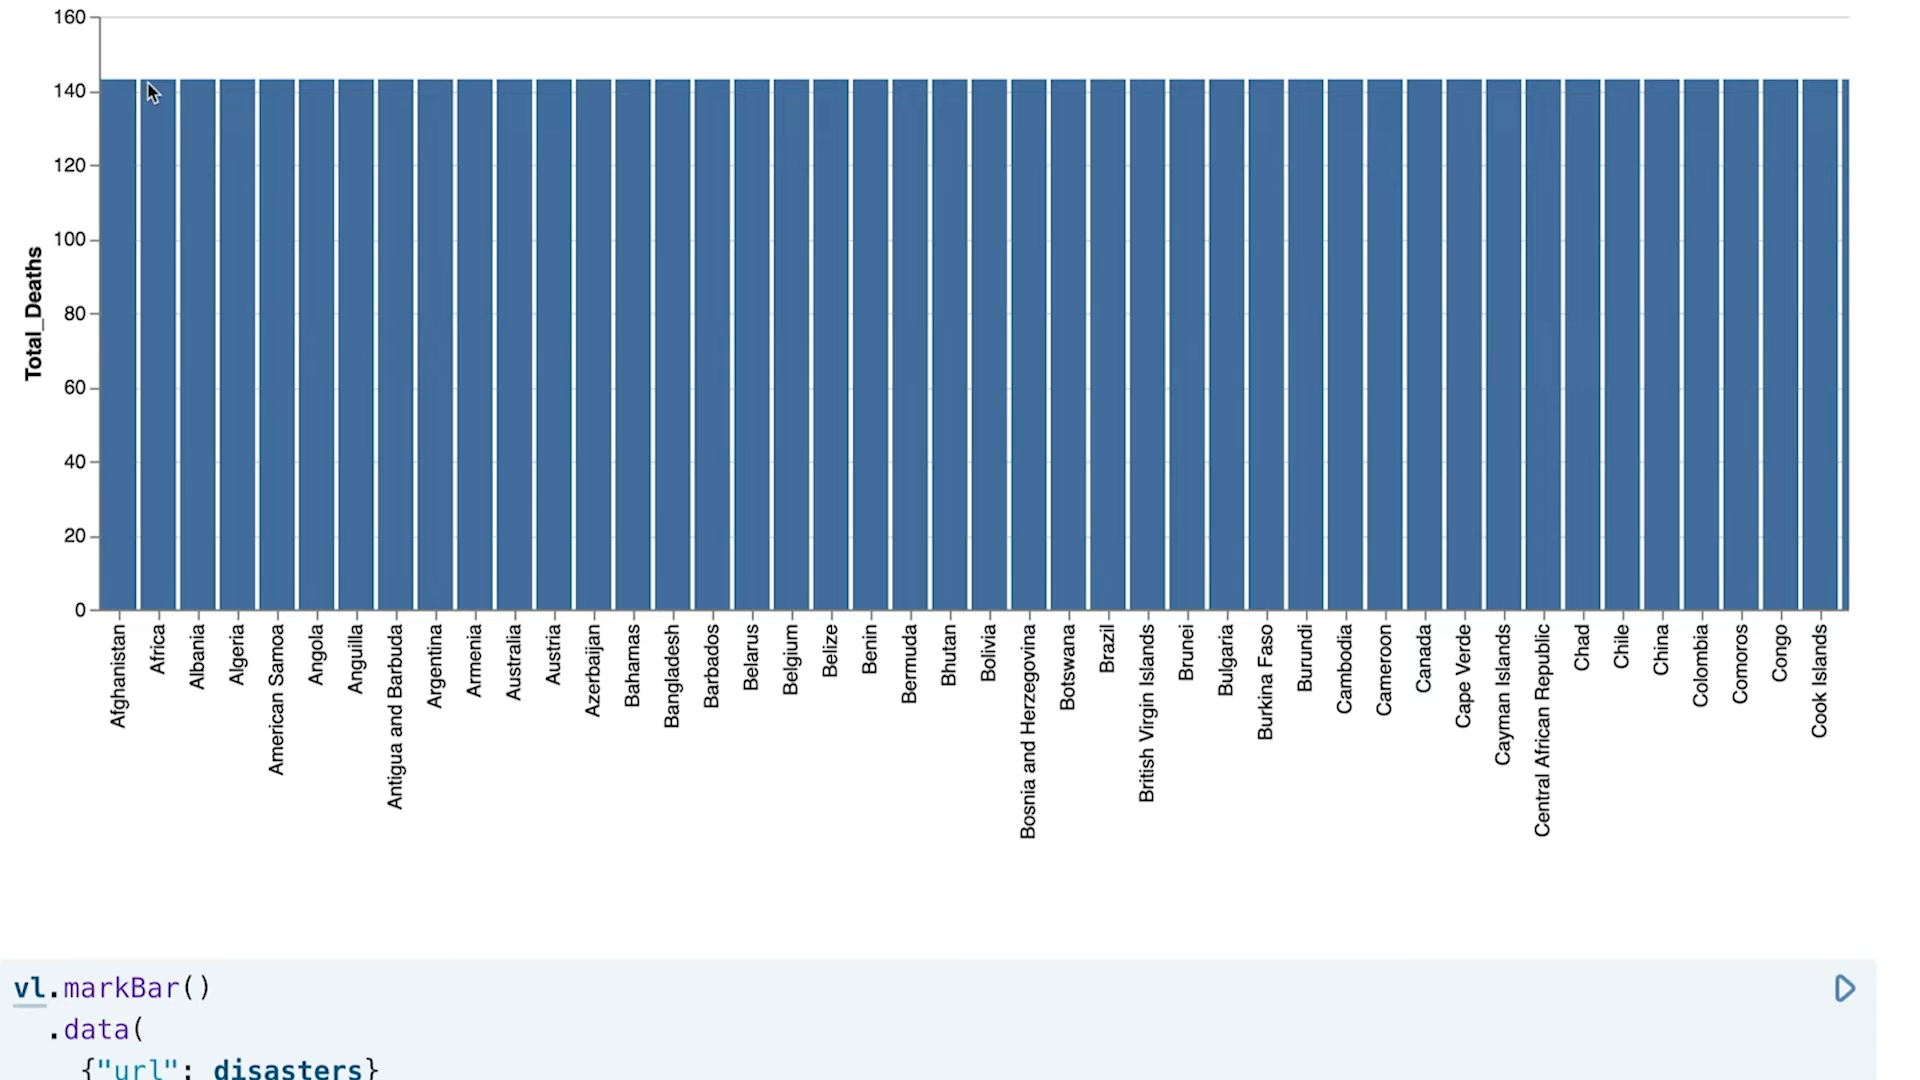 160
140
120
100
80
60
40
20
0
Total_Deaths
Afghanistan
Africa
Albania
Algeria
American Samoa
Angola
Anguilla
Antigua and Barbuda
Argentina
Armenia
Australia
Austria
Azerbaijan
Bahamas
Bangladesh
Barbados
Belarus
Belgium
Belize
Benin
Bermuda
Bhutan
Bolivia
Bosnia and Herzegovina
Botswana
Brazil
British Virgin Islands
Brunei
Bulgaria
Burkina Faso
Burundi
Cambodia
Cameroon
Canada
Cape Verde
Cayman Islands
Central African Republic
Chad
Chile
China
Colombia
Comoros
Congo
Cook Islands
vl.markBar()
.data(
{"url": disasters}